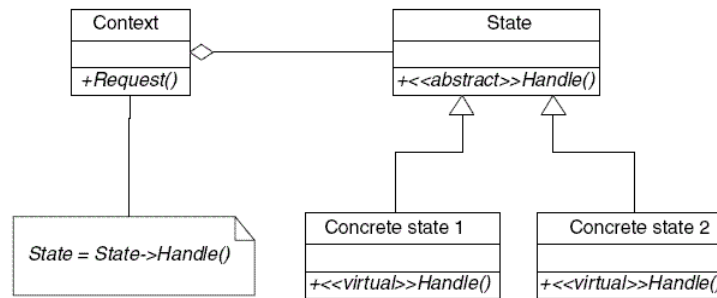 Context
+Request()
State
+<<abstract>>Handle()
State = State->Handle()
Concrete state 1
+<<virtual>>Handle()
Concrete state 2
+<<virtual>>Handle()